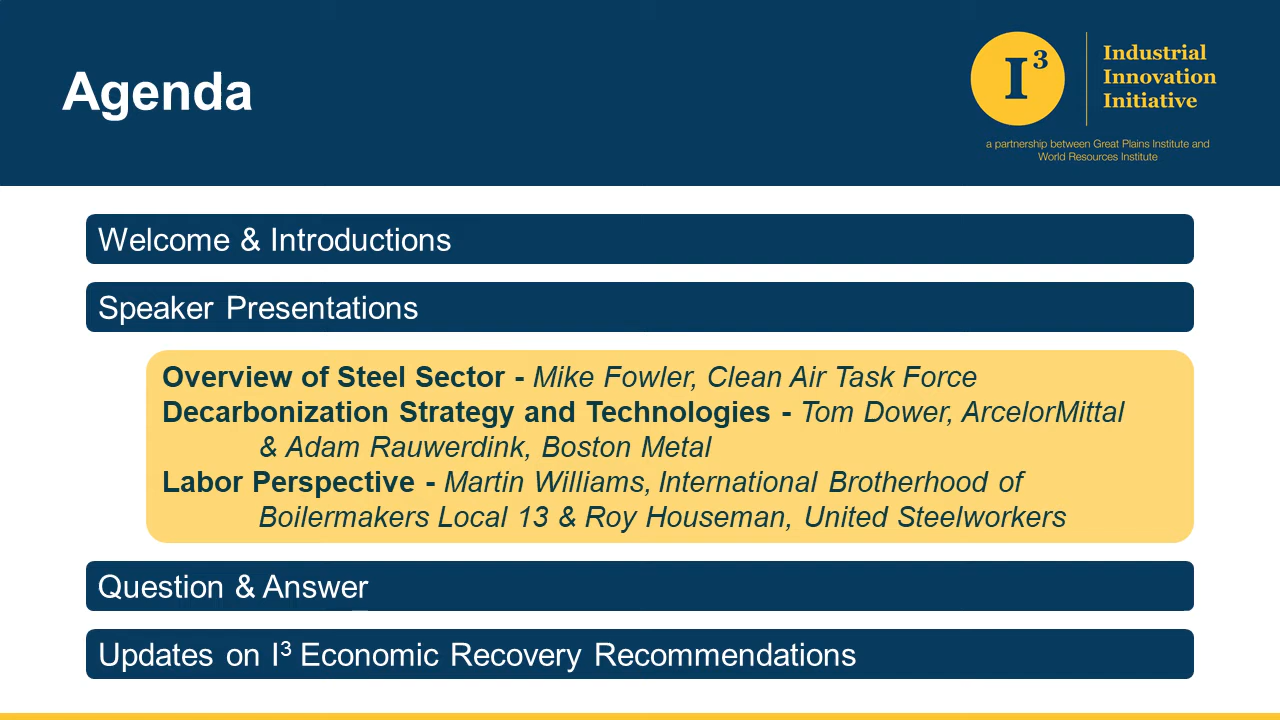 Agenda
I³
Industrial
Innovation
Initiative
a partnership between Great Plains Institute and
World Resources Institute
Welcome & Introductions
Speaker Presentations
Overview of Steel Sector - Mike Fowler, Clean Air Task Force
Decarbonization Strategy and Technologies - Tom Dower, ArcelorMittal
& Adam Rauwerdink, Boston Metal
Labor Perspective - Martin Williams, International Brotherhood of
Boilermakers Local 13 & Roy Houseman, United Steelworkers
Question & Answer
Updates on I³ Economic Recovery Recommendations